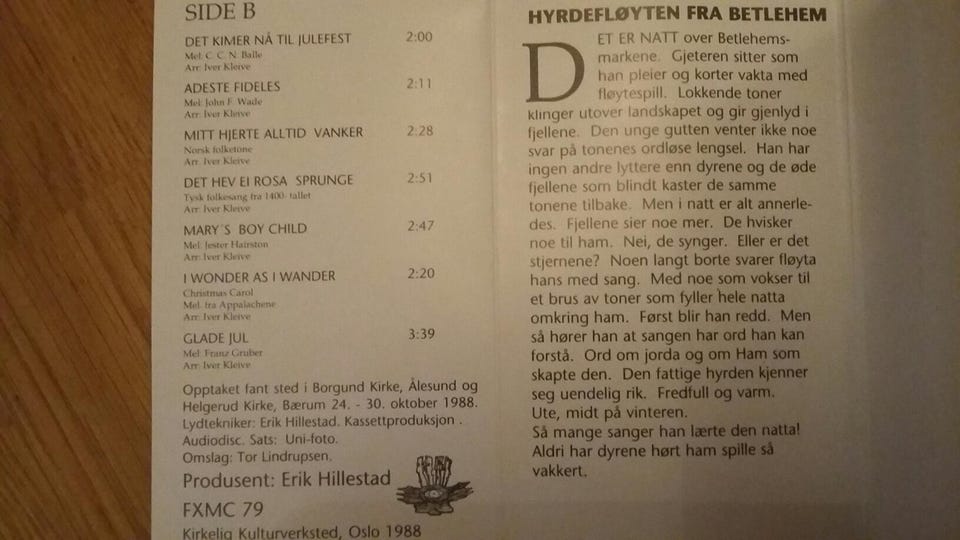 SIDE B
DET KIMER NÅ TIL JULEFEST 2:00
Mel: C. C. N. Balle
Arr: Iver Kleive
ADESTE FIDELES 2:11
Mel: John F. Wade
Arr: Iver Kleive
MITT HJERTE ALLTID VANKER 2:28
Norsk folketone
Arr: Iver Kleive
DET HEV EI ROSA SPRUNGE 2:51
Tysk folkesang fra 1400- tallet
Arr: Iver Kleive
MARY´S BOY CHILD 2:47
Mel: Jester Hairston
Arr: Iver Kleive
I WONDER AS I WANDER 2:20
Christmas Carol
Mel. fra Appalachene
Arr: Iver Kleive
GLADE JUL 3:39
Mel: Franz Gruber
Arr: Iver Kleive
Opptaket fant sted i Borgund Kirke, Ålesund og
Helgerud Kirke, Bærum 24. - 30. oktober 1988.
Lydtekniker: Erik Hillestad. Kassettproduksjon .
Audiodisc. Sats: Uni-foto.
Omslag: Tor Lindrupsen.
Produsent: Erik Hillestad
FXMC 79
Kirkelig Kulturverksted, Oslo 1988
HYRDEFLØYTEN FRA BETLEHEM
DET ER NATT over Betlehems-
markene. Gjeteren sitter som
han pleier og korter vakta med
fløytespill. Lokkende toner
klinger utover landskapet og gir gjenlyd i
fjellene. Den unge gutten venter ikke noe
svar på tonenes ordløse lengsel. Han har
ingen andre lyttere enn dyrene og de øde
fjellene som blindt kaster de samme
tonene tilbake. Men i natt er alt annerle-
des. Fjellene sier noe mer. De hvisker
noe til ham. Nei, de synger. Eller er det
stjernene? Noen langt borte svarer fløyta
hans med sang. Med noe som vokser til
et brus av toner som fyller hele natta
omkring ham. Først blir han redd. Men
så hører han at sangen har ord han kan
forstå. Ord om jorda og om Ham som
skapte den. Den fattige hyrden kjenner
seg uendelig rik. Fredfull og varm.
Ute, midt på vinteren.
Så mange sanger han lærte den natta!
Aldri har dyrene hørt ham spille så
vakkert.